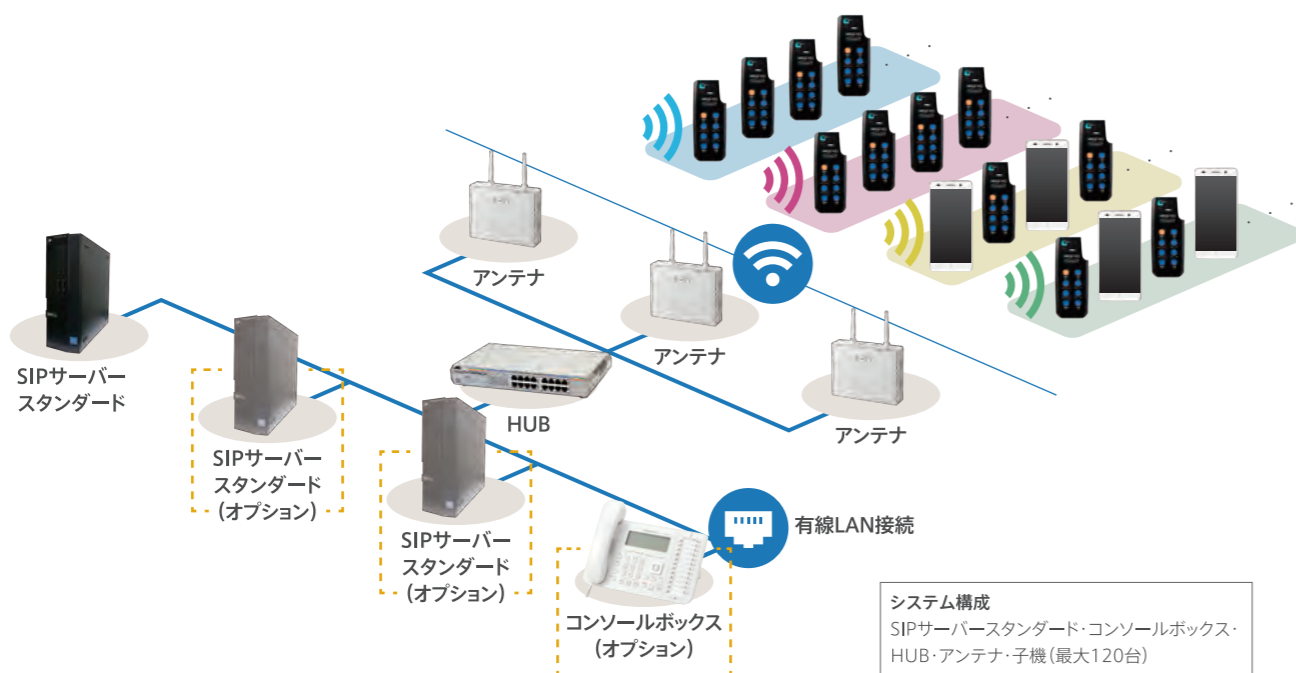 アンテナ
アンテナ
アンテナ
SIPサーバー
スタンダード
HUB
SIPサーバー
スタンダード
(オプション)
SIPサーバー
スタンダード
(オプション)
有線LAN接続
コンソールボックス
(オプション)
システム構成
SIPサーバースタンダード・コンソールボックス・
HUB・アンテナ・子機(最大120台)